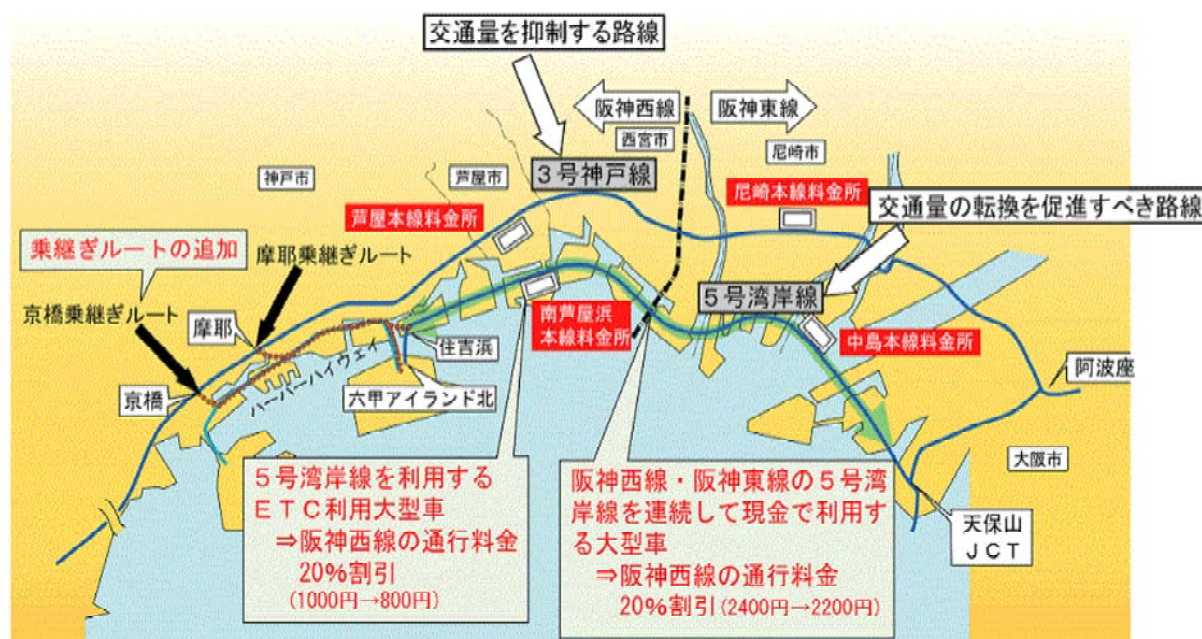 交通量を抑制する路線
阪神西線
阪神東線
西宮市
尼崎市
神戸市
芦屋市
3号神戸線
尼崎本線料金所
芦屋本線料金所
交通量の転換を促進すべき路線
乗継ぎルートの追加
摩耶乗継ぎルート
京橋乗継ぎルート
5号湾岸線
南芦屋浜
本線料金所
中島本線料金所
摩耶
住吉浜
ハーバーハイウェイ
京橋
六甲アイランド北
阿波座
大阪市
天保山
JCT
5号湾岸線を利用する
ETC利用大型車
⇒阪神西線の通行料金
20%割引
(1000円→800円)
阪神西線・阪神東線の5号湾
岸線を連続して現金で利用す
る大型車
⇒阪神西線の通行料金
20%割引(2400円→2200円)